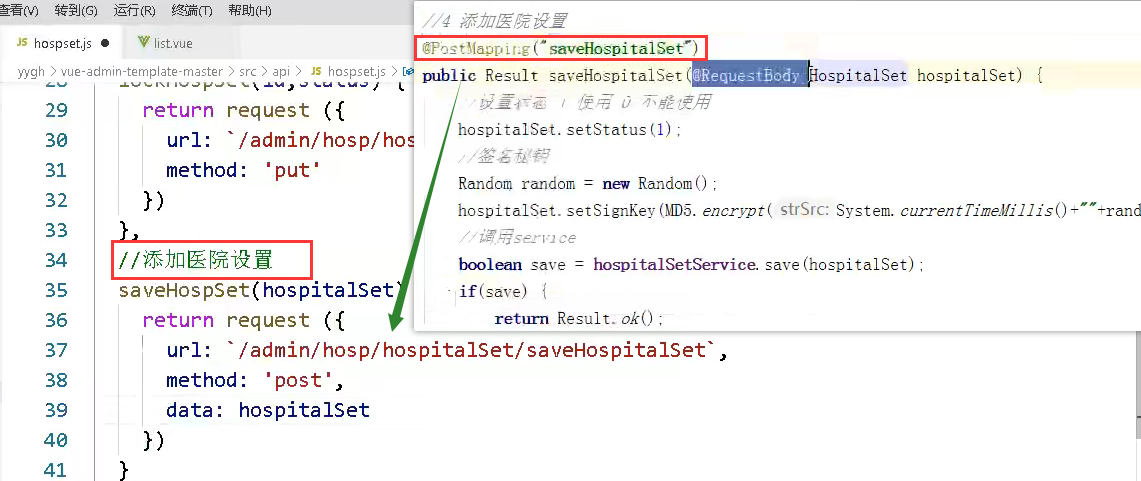 查看(V) 转到(G) 运行(R) 终端(T) 帮助(H)
JS hospset.js ● list.vue
yygh > vue-admin-template-master > src > api > JS hospset.js >
28 lockHospSet(id,status) {
29 return request ({
30 url: `/admin/hosp/hos
31 method: 'put'
32 })
33 },
34 //添加医院设置
35 saveHospSet(hospitalSet)
36 return request ({
37 url: `/admin/hosp/hospitalSet/saveHospitalSet`,
38 method: 'post',
39 data: hospitalSet
40 })
41 }
//4 添加医院设置
@PostMapping("saveHospitalSet")
public Result saveHospitalSet(@RequestBody HospitalSet hospitalSet) {
//设置状态 1 使用 0 不能使用
hospitalSet.setStatus(1);
//签名秘钥
Random random = new Random();
hospitalSet.setSignKey(MD5.encrypt( strSrc: System.currentTimeMillis()+""+rand
//调用service
boolean save = hospitalSetService.save(hospitalSet);
if(save) {
return Result.ok();